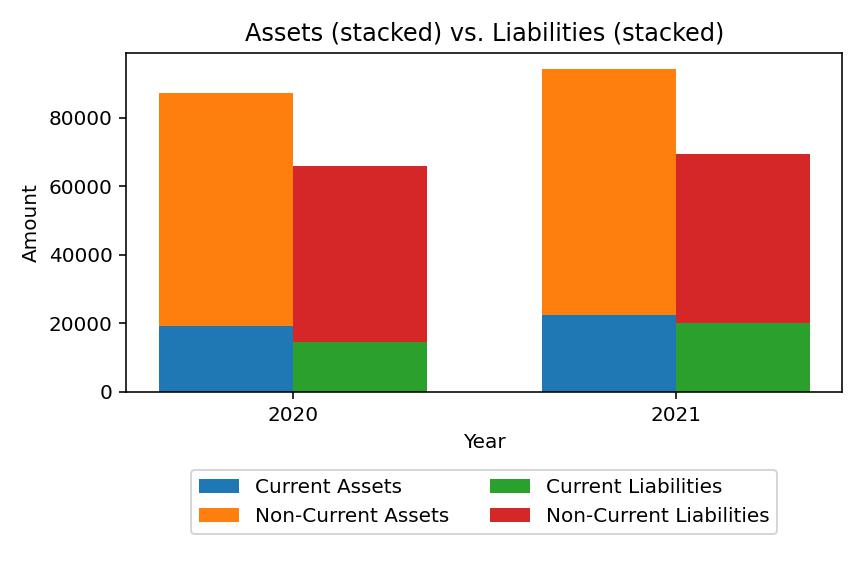 Assets (stacked) vs. Liabilities (stacked)
Amount
80000
60000
40000
20000
0
2020 2021
Year
Current Assets Current Liabilities
Non-Current Assets Non-Current Liabilities